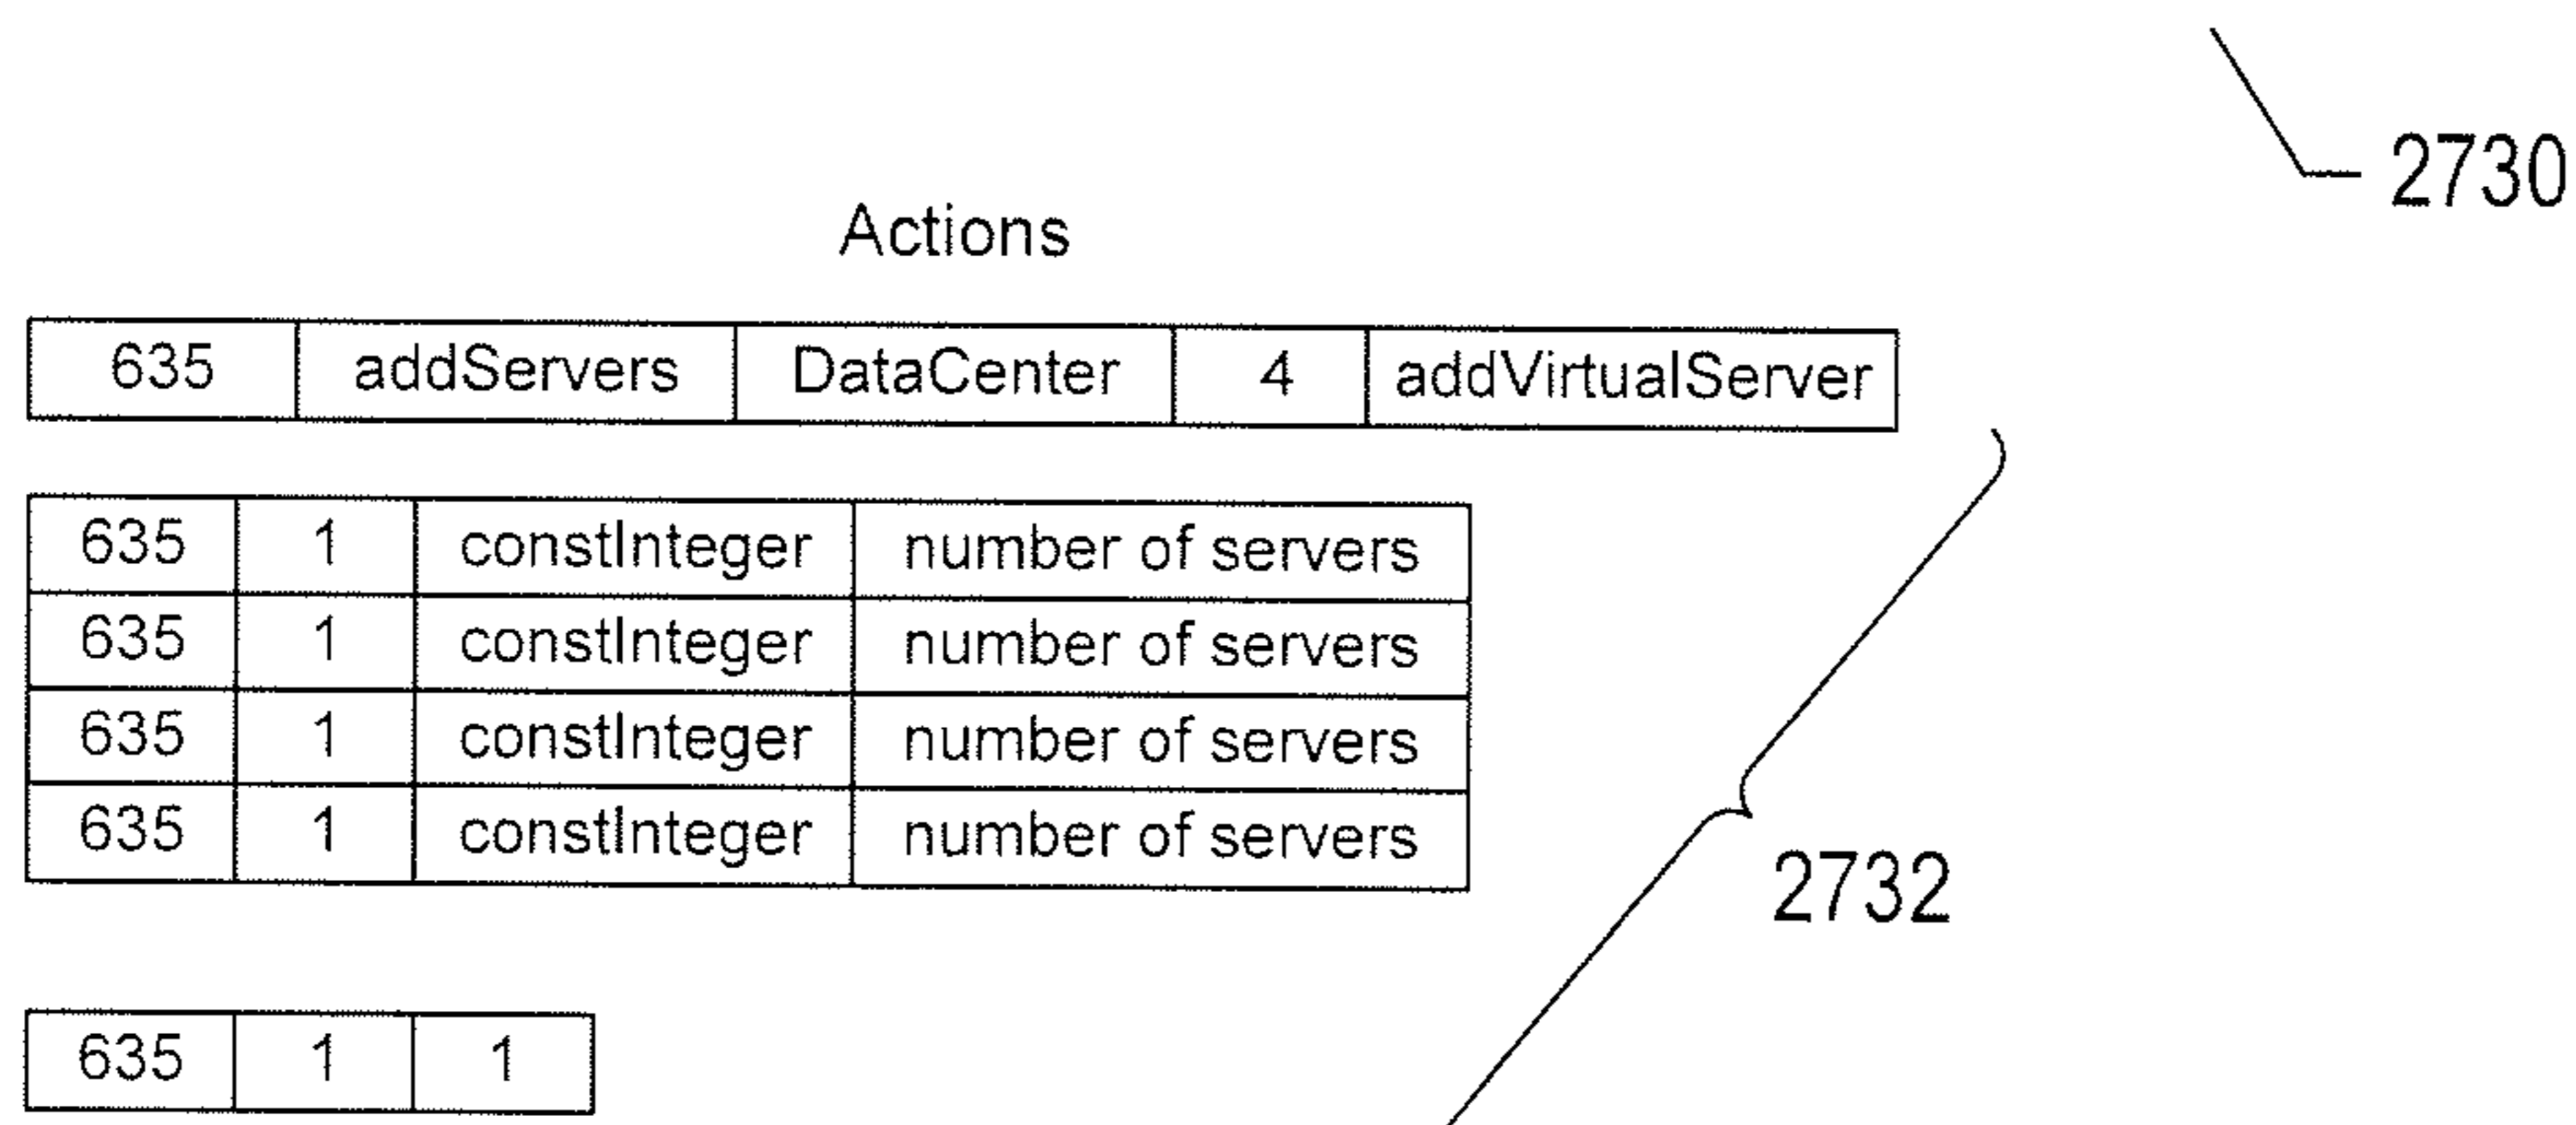 2730
Actions
635 addServers DataCenter 4 addVirtualServer
635 1 constInteger number of servers
635 1 constInteger number of servers
635 1 constInteger number of servers
635 1 constInteger number of servers
2732
635 1 1